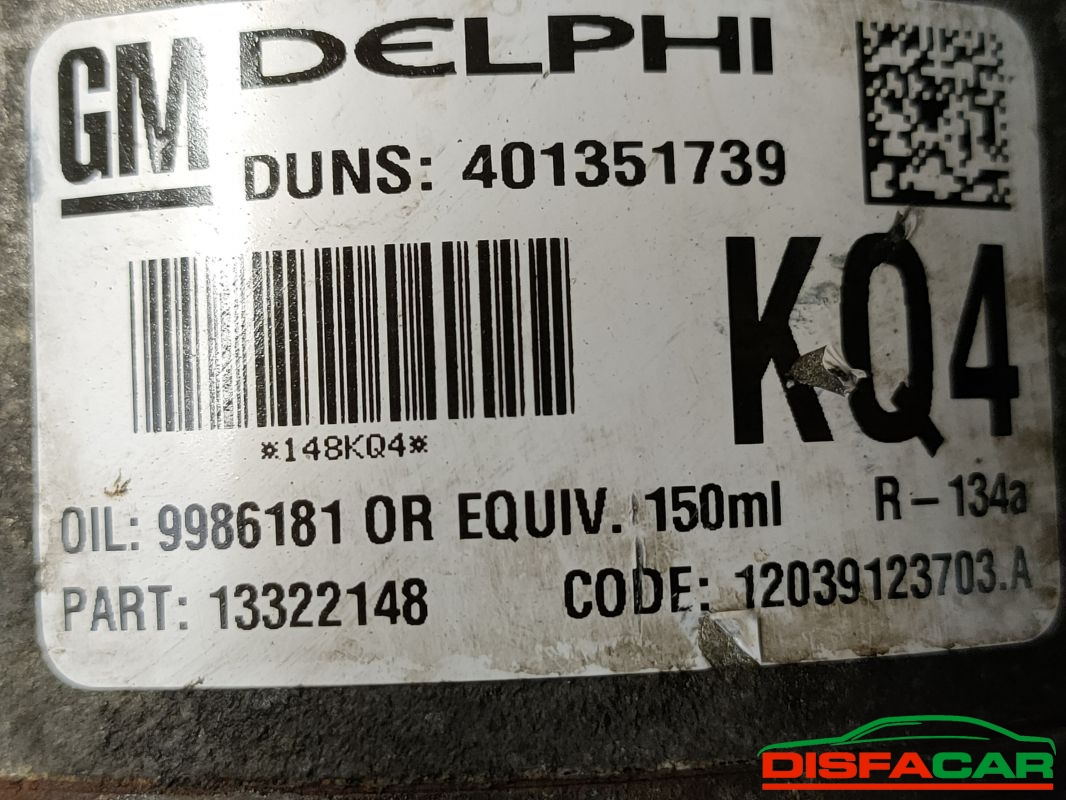 GM DELPHI
DUNS: 401351739
KQ4
*148KQ4*
OIL: 9986181 OR EQUIV. 150ml R-134a
PART: 13322148 CODE: 12039123703.A
DISFACAR